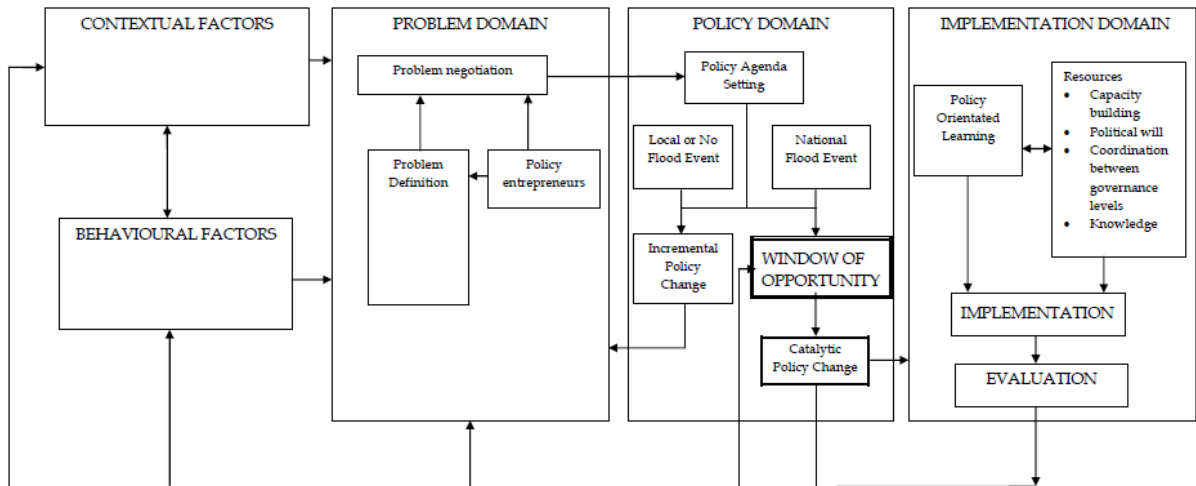 CONTEXTUAL FACTORS
BEHAVIOURAL FACTORS
PROBLEM DOMAIN
Problem negotiation
Problem
Definition
Policy
entrepreneurs
POLICY DOMAIN
Policy Agenda
Setting
Local or No
Flood Event
National
Flood Event
Incremental
Policy
Change
WINDOW OF
OPPORTUNITY
Catalytic
Policy Change
IMPLEMENTATION DOMAIN
Policy
Orientated
Learning
Resources
• Capacity
building
• Political will
• Coordination
between
governance
levels
• Knowledge
IMPLEMENTATION
EVALUATION